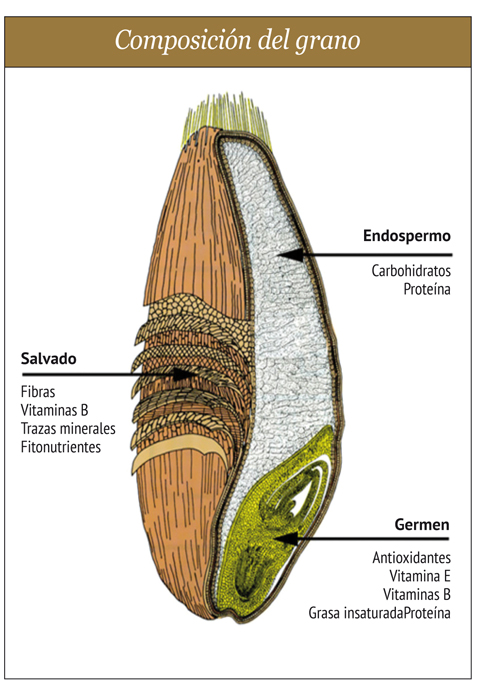 Composición del grano
Endospermo
Carbohidratos
Proteína
Salvado
Fibras
Vitaminas B
Trazas minerales
Fitonutrientes
Germen
Antioxidantes
Vitamina E
Vitaminas B
Grasa insaturadaProteína